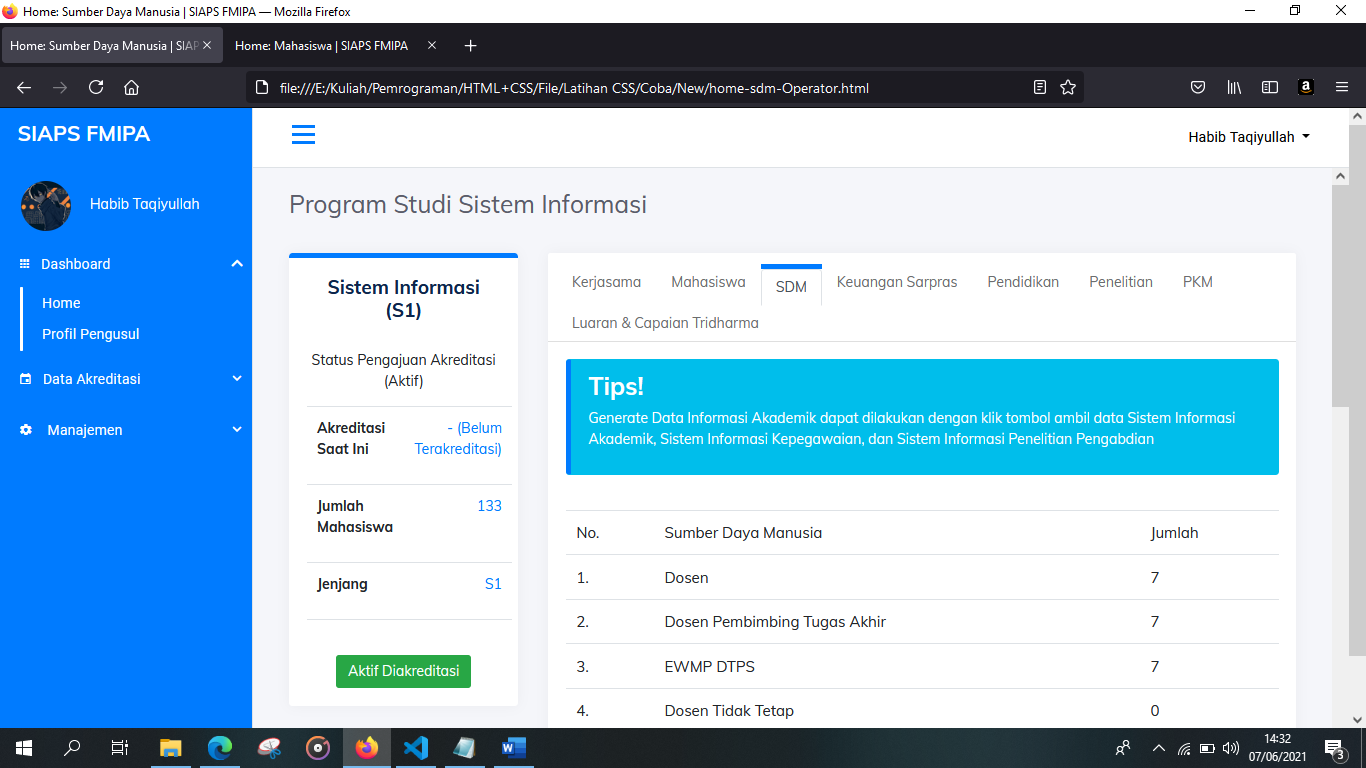 Home: Sumber Daya Manusia | SIAPS FMIPA — Mozilla Firefox
Home: Sumber Daya Manusia | SIAP
Home: Mahasiswa | SIAPS FMIPA
file:///E:/Kuliah/Pemrograman/HTML+CSS/File/Latihan CSS/Coba/New/home-sdm-Operator.html
SIAPS FMIPA
Habib Taqiyullah
Habib Taqiyullah
Dashboard
Home
Profil Pengusul
Data Akreditasi
Manajemen
Program Studi Sistem Informasi
Sistem Informasi
(S1)
Status Pengajuan Akreditasi
(Aktif)
Akreditasi - (Belum
Saat Ini Terakreditasi)
Jumlah 133
Mahasiswa
Jenjang S1
Aktif Diakreditasi
Kerjasama Mahasiswa SDM Keuangan Sarpras Pendidikan Penelitian PKM
Luaran & Capaian Tridharma
Tips!
Generate Data Informasi Akademik dapat dilakukan dengan klik tombol ambil data Sistem Informasi
Akademik, Sistem Informasi Kepegawaian, dan Sistem Informasi Penelitian Pengabdian
No. Sumber Daya Manusia Jumlah
1. Dosen 7
2. Dosen Pembimbing Tugas Akhir 7
3. EWMP DTPS 7
4. Dosen Tidak Tetap 0
14:32
07/06/2021
3